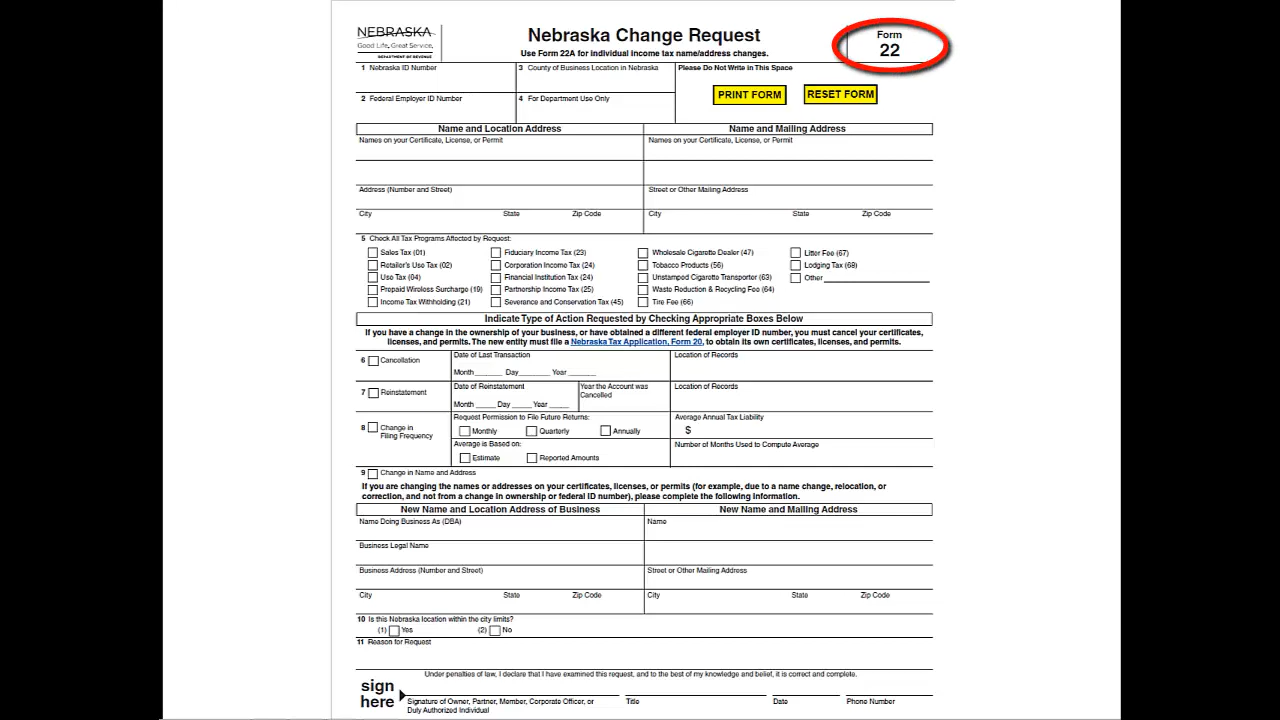 NEBRASKA
Good Life. Great Service.
DEPARTMENT OF REVENUE
Nebraska Change Request
Use Form 22A for individual income tax name/address changes.
Form
22
1 Nebraska ID Number
3 County of Business Location in Nebraska
Please Do Not Write in This Space
2 Federal Employer ID Number
4 For Department Use Only
PRINT FORM
RESET FORM
Name and Location Address
Name and Mailing Address
Names on your Certificate, License, or Permit
Names on your Certificate, License, or Permit
Address (Number and Street)
Street or Other Mailing Address
City State Zip Code
City State Zip Code
5 Check All Tax Programs Affected by Request:
Sales Tax (01)
Retailer's Use Tax (02)
Use Tax (04)
Prepaid Wireless Surcharge (19)
Income Tax Withholding (21)
Fiduciary Income Tax (23)
Corporation Income Tax (24)
Financial Institution Tax (24)
Partnership Income Tax (25)
Severance and Conservation Tax (45)
Wholesale Cigarette Dealer (47)
Tobacco Products (56)
Unstamped Cigarette Transporter (63)
Waste Reduction & Recycling Fee (64)
Tire Fee (66)
Litter Fee (67)
Lodging Tax (68)
Other
Indicate Type of Action Requested by Checking Appropriate Boxes Below
If you have a change in the ownership of your business, or have obtained a different federal employer ID number, you must cancel your certificates,
licenses, and permits. The new entity must file a Nebraska Tax Application, Form 20, to obtain its own certificates, licenses, and permits.
6 Cancellation
Date of Last Transaction
Month Day Year
Location of Records
7 Reinstatement
Date of Reinstatement
Month Day Year
Year the Account was
Cancelled
Location of Records
8 Change in
Filing Frequency
Request Permission to File Future Returns:
Monthly Quarterly Annually
Average Annual Tax Liability
$
Average is Based on:
Estimate Reported Amounts
Number of Months Used to Compute Average
9 Change in Name and Address
If you are changing the names or addresses on your certificates, licenses, or permits (for example, due to a name change, relocation, or
correction, and not from a change in ownership or federal ID number), please complete the following information.
New Name and Location Address of Business
New Name and Mailing Address
Name Doing Business As (DBA)
Name
Business Legal Name
Business Address (Number and Street)
Street or Other Mailing Address
City State Zip Code
City State Zip Code
10 Is this Nebraska location within the city limits?
(1) Yes (2) No
11 Reason for Request
Under penalties of law, I declare that I have examined this request, and to the best of my knowledge and belief, it is correct and complete.
sign
here
Signature of Owner, Partner, Member, Corporate Officer, or
Duly Authorized Individual
Title
Date
Phone Number